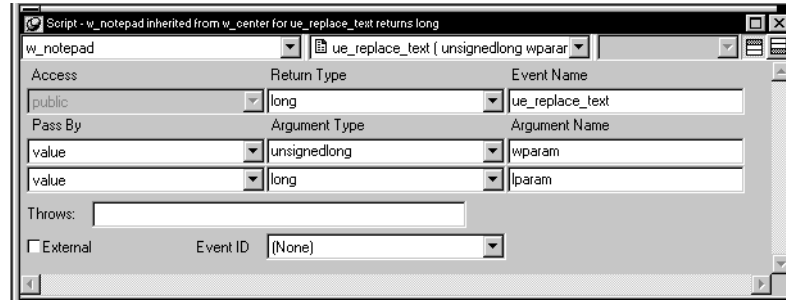 Script - w_notepad inherited from w_center for ue_replace_text returns long
w_notepad ue_replace_text ( unsignedlong wparar
Access Return Type Event Name
public long ue_replace_text
Pass By Argument Type Argument Name
value unsignedlong wparam
value long lparam
Throws:
External Event ID (None)